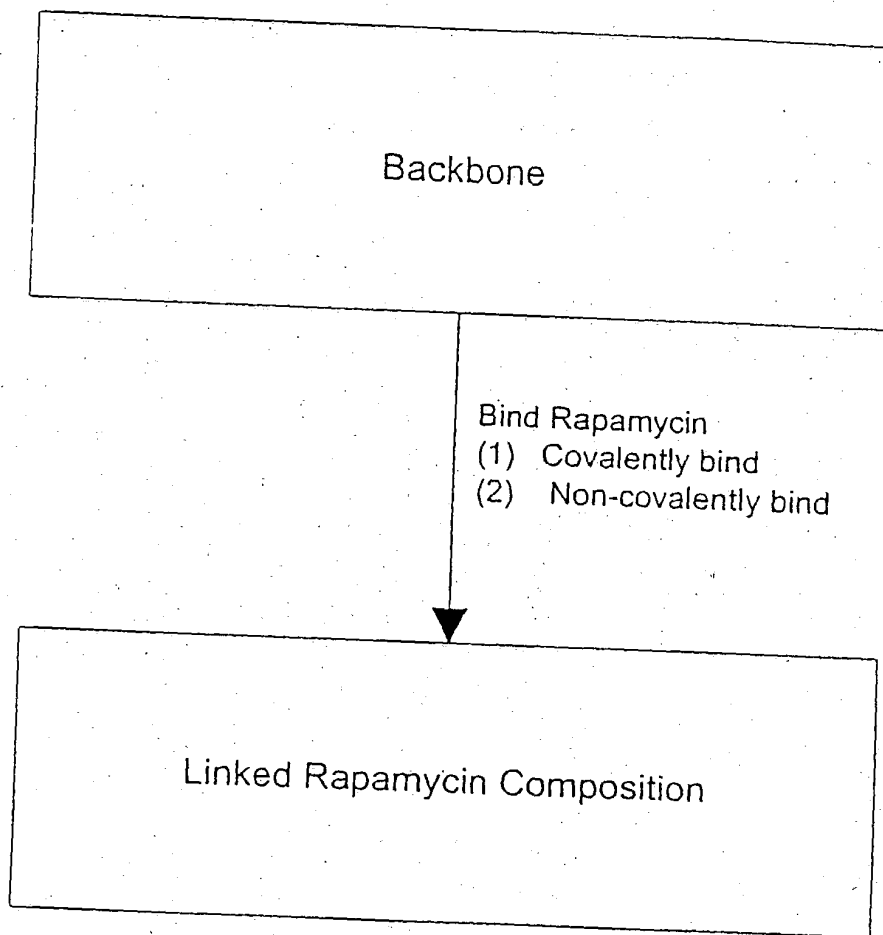 Backbone
Bind Rapamycin
(1) Covalently bind
(2) Non-covalently bind
Linked Rapamycin Composition